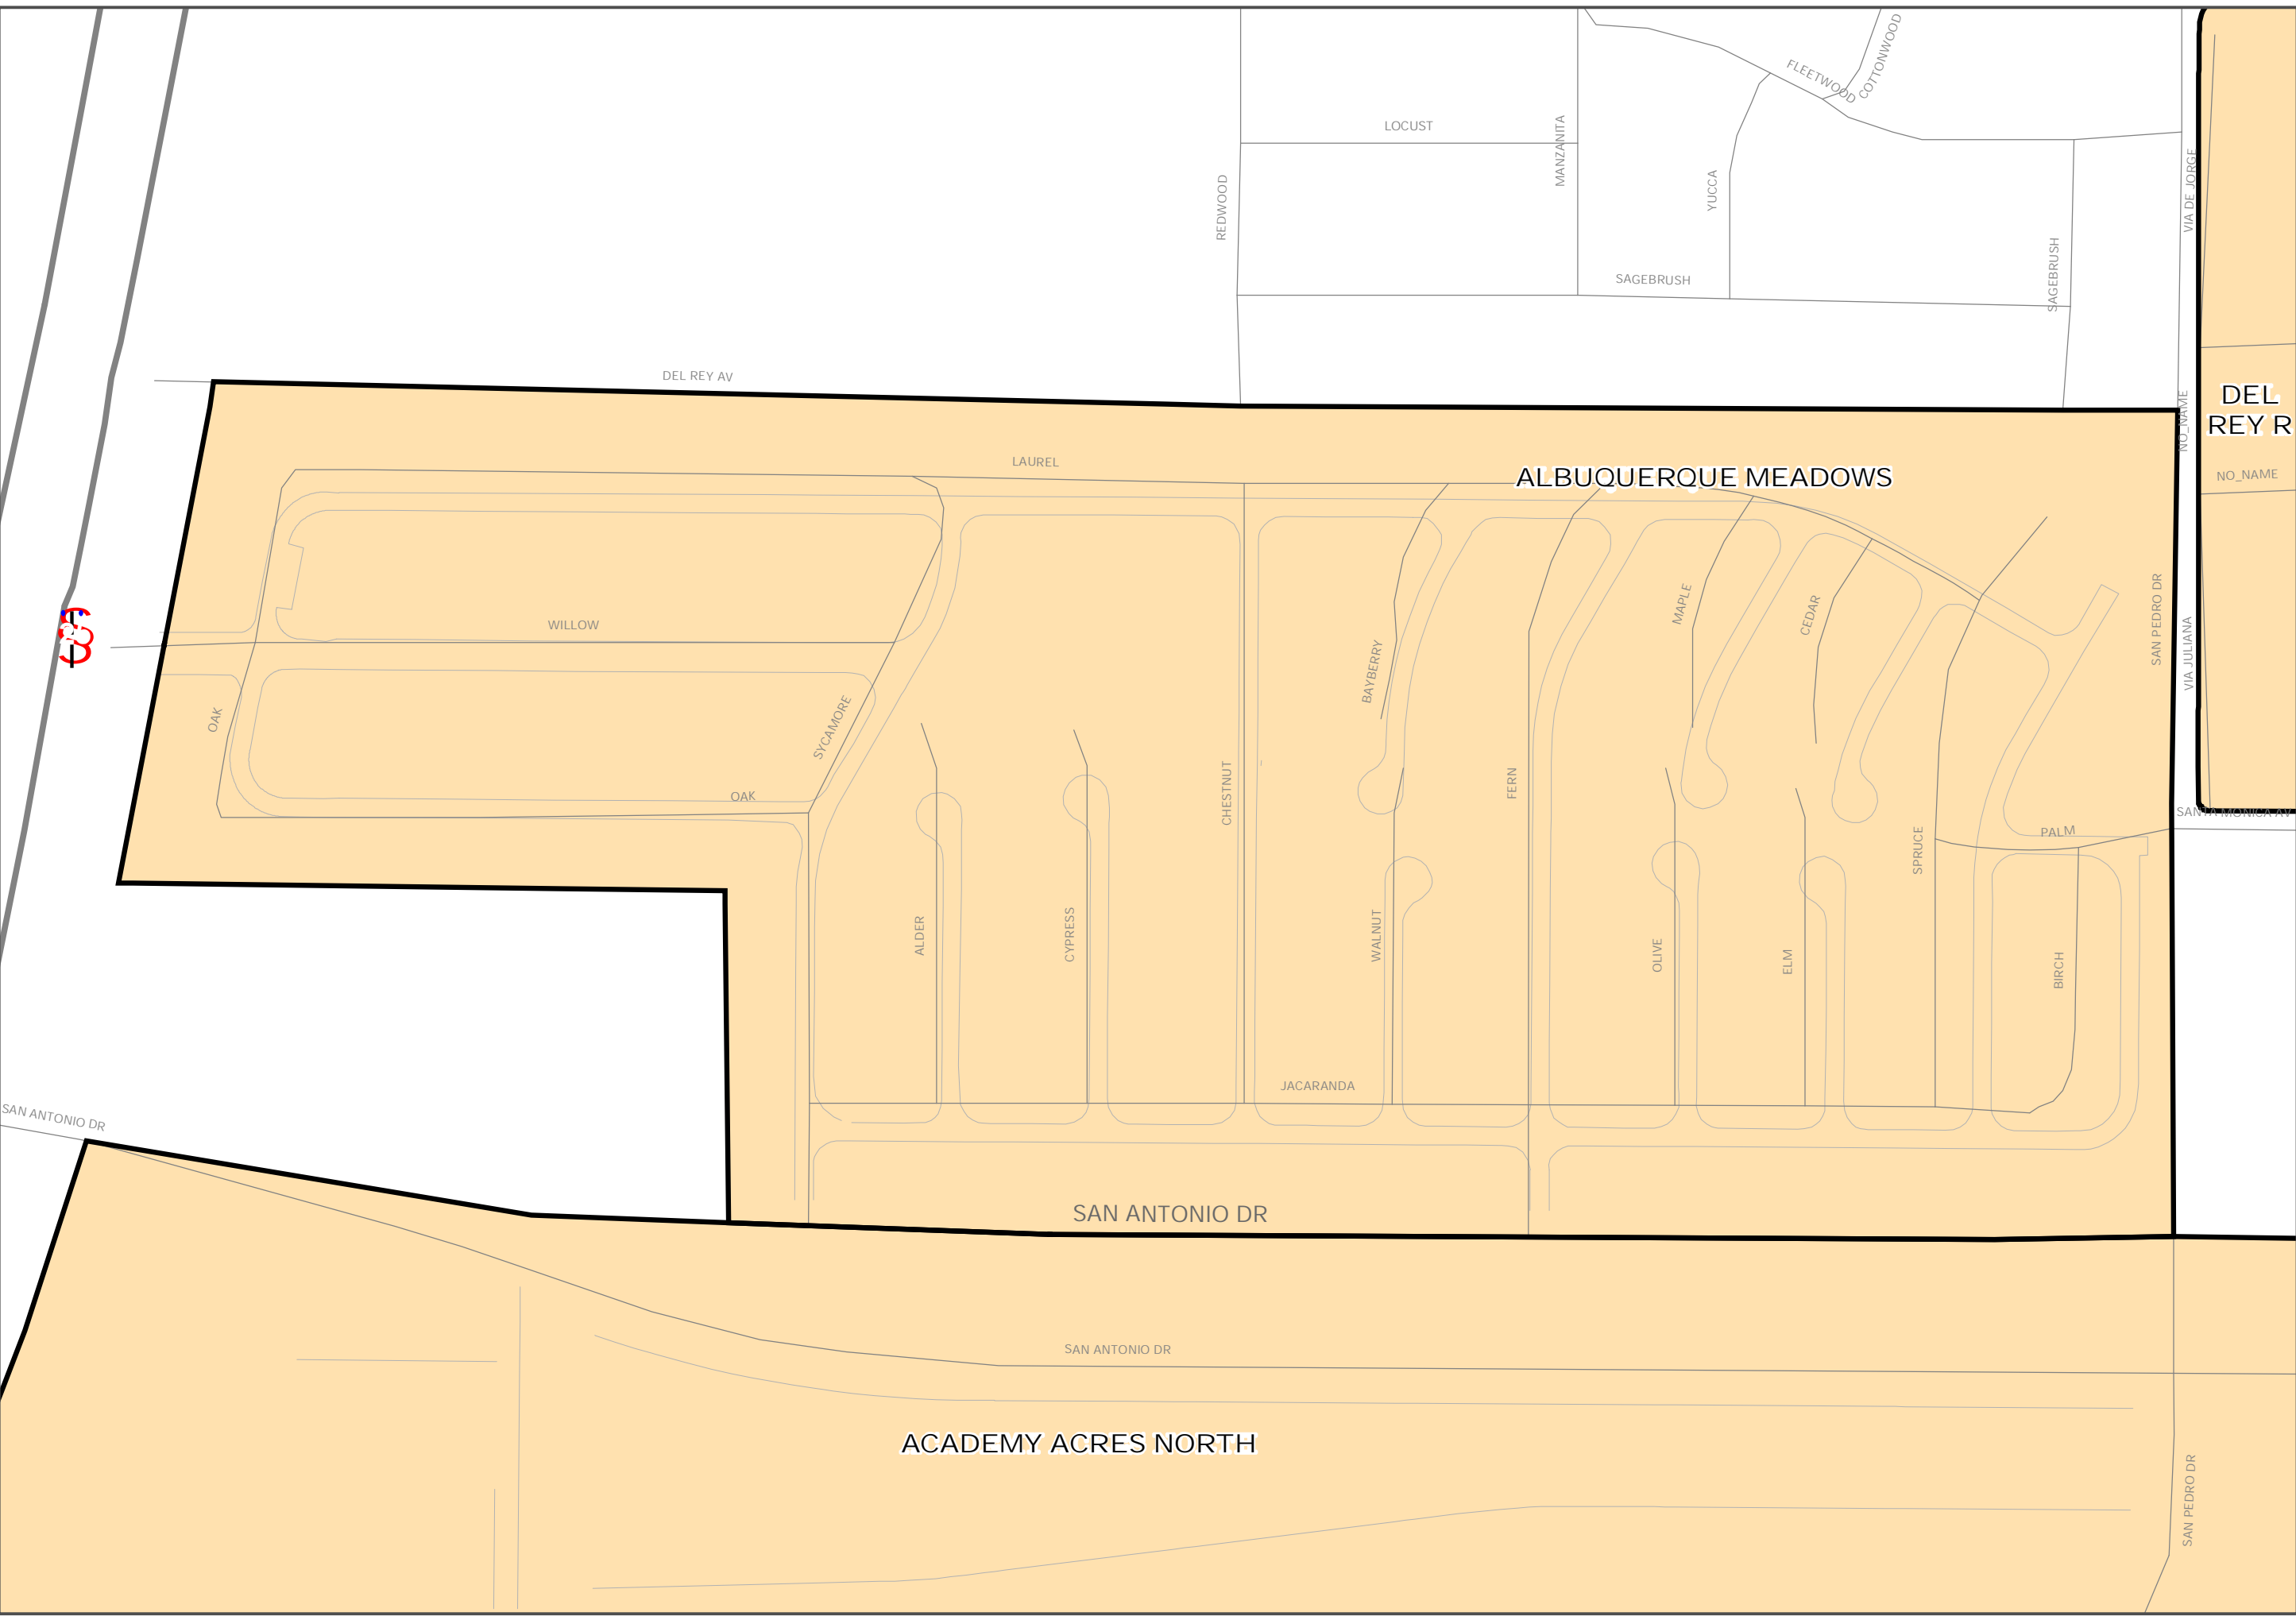 COTTONWOOD
FLEETWOOD
LOCUST
MANZANITA
REDWOOD
YUCCA
VIA DE JORGE
SAGEBRUSH
SAGEBRUSH
DEL REY AV
DEL
REY R
NO_NAME
NO_NAME
LAUREL
ALBUQUERQUE MEADOWS
WILLOW
MAPLE
CEDAR
SAN PEDRO DR
VIA JULIANA
BAYBERRY
OAK
SYCAMORE
OAK
CHESTNUT
FERN
SANTA MONICA AV
PALM
SPRUCE
ALDER
CYPRESS
WALNUT
OLIVE
ELM
BIRCH
JACARANDA
SAN ANTONIO DR
SAN ANTONIO DR
SAN ANTONIO DR
ACADEMY ACRES NORTH
SAN PEDRO DR